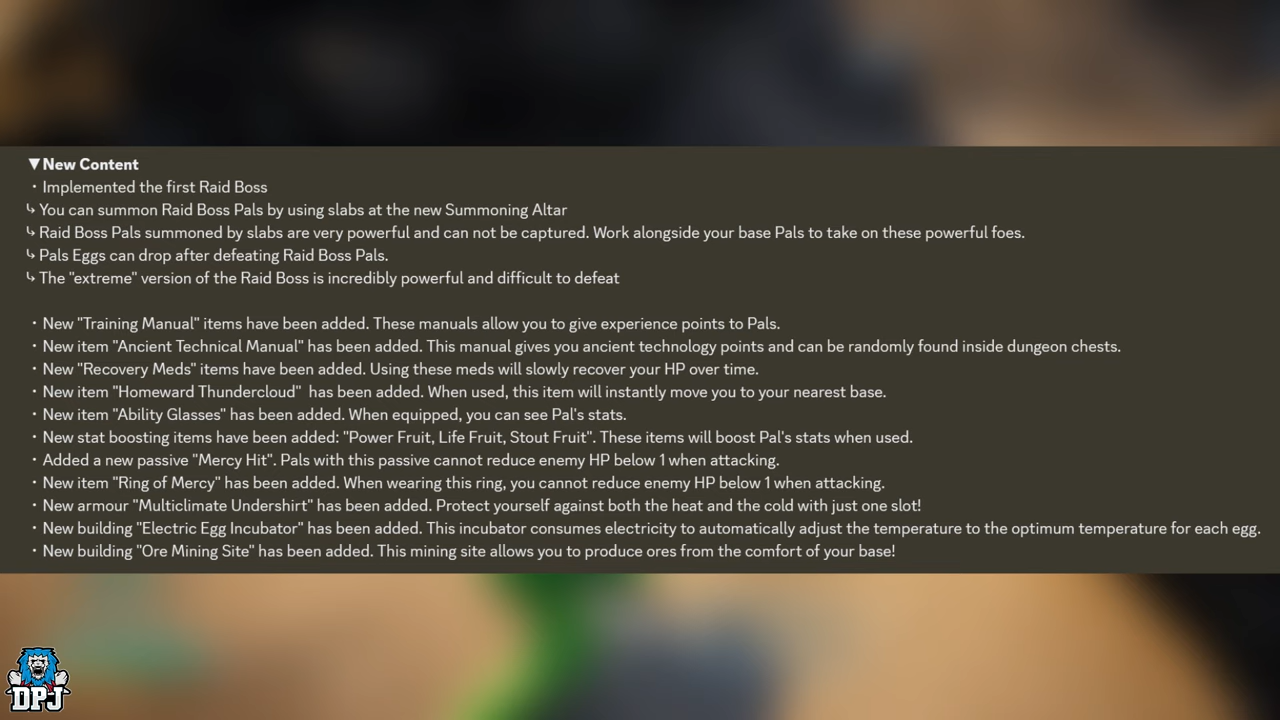 ▼New Content
・Implemented the first Raid Boss
↳ You can summon Raid Boss Pals by using slabs at the new Summoning Altar
↳ Raid Boss Pals summoned by slabs are very powerful and can not be captured. Work alongside your base Pals to take on these powerful foes.
↳ Pals Eggs can drop after defeating Raid Boss Pals.
↳ The "extreme" version of the Raid Boss is incredibly powerful and difficult to defeat
・New "Training Manual" items have been added. These manuals allow you to give experience points to Pals.
・New item "Ancient Technical Manual" has been added. This manual gives you ancient technology points and can be randomly found inside dungeon chests.
・New "Recovery Meds" items have been added. Using these meds will slowly recover your HP over time.
・New item "Homeward Thundercloud"  has been added. When used, this item will instantly move you to your nearest base.
・New item "Ability Glasses" has been added. When equipped, you can see Pal's stats.
・New stat boosting items have been added: "Power Fruit, Life Fruit, Stout Fruit". These items will boost Pal's stats when used.
・Added a new passive "Mercy Hit". Pals with this passive cannot reduce enemy HP below 1 when attacking.
・New item "Ring of Mercy" has been added. When wearing this ring, you cannot reduce enemy HP below 1 when attacking.
・New armour "Multiclimate Undershirt" has been added. Protect yourself against both the heat and the cold with just one slot!
・New building "Electric Egg Incubator" has been added. This incubator consumes electricity to automatically adjust the temperature to the optimum temperature for each egg.
・New building "Ore Mining Site" has been added. This mining site allows you to produce ores from the comfort of your base!
DPJ